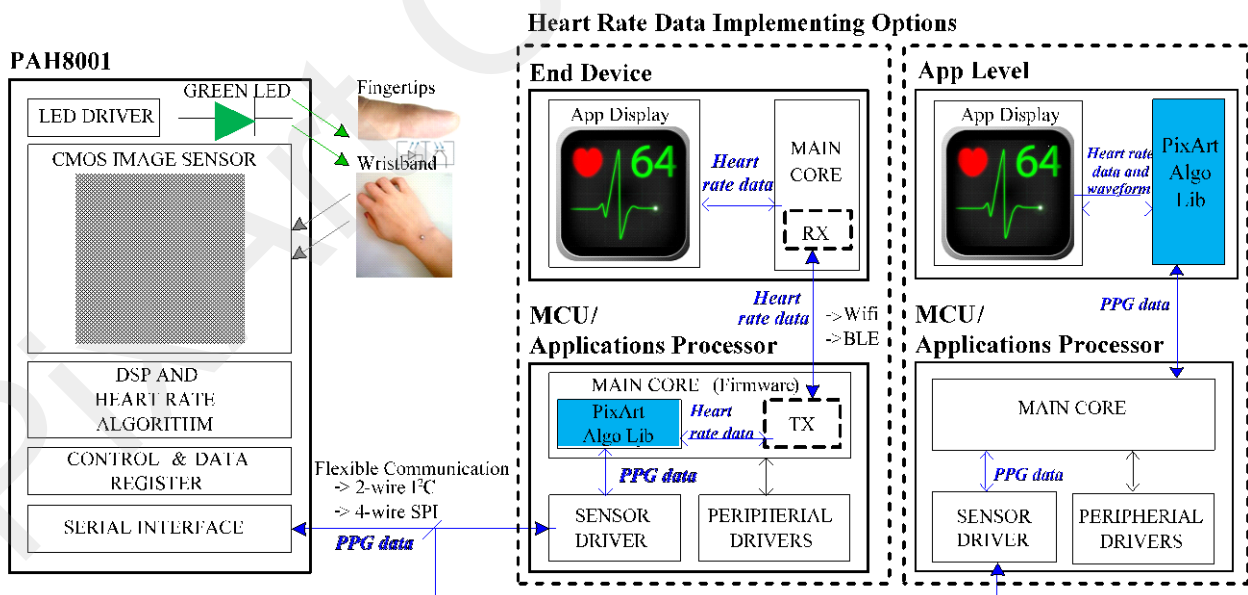 Heart Rate Data Implementing Options
PAH8001
LED DRIVER
GREEN LED
Fingertips
Wristband
CMOS IMAGE SENSOR
DSP AND
HEART RATE
ALGORITHM
CONTROL & DATA
REGISTER
SERIAL INTERFACE
Flexible Communication
-> 2-wire I²C
-> 4-wire SPI
PPG data
End Device
App Display
64
Heart
rate data
MAIN
CORE
RX
Heart
rate data
->Wifi
->BLE
MCU/
Applications Processor
MAIN CORE (Firmware)
PixArt
Algo Lib
Heart
rate data
TX
PPG data
SENSOR
DRIVER
PERIPHERIAL
DRIVERS
App Level
App Display
64
Heart rate
data and
waveform
PixArt
Algo
Lib
PPG data
MCU/
Applications Processor
MAIN CORE
PPG data
SENSOR
DRIVER
PERIPHERIAL
DRIVERS
PixArt C